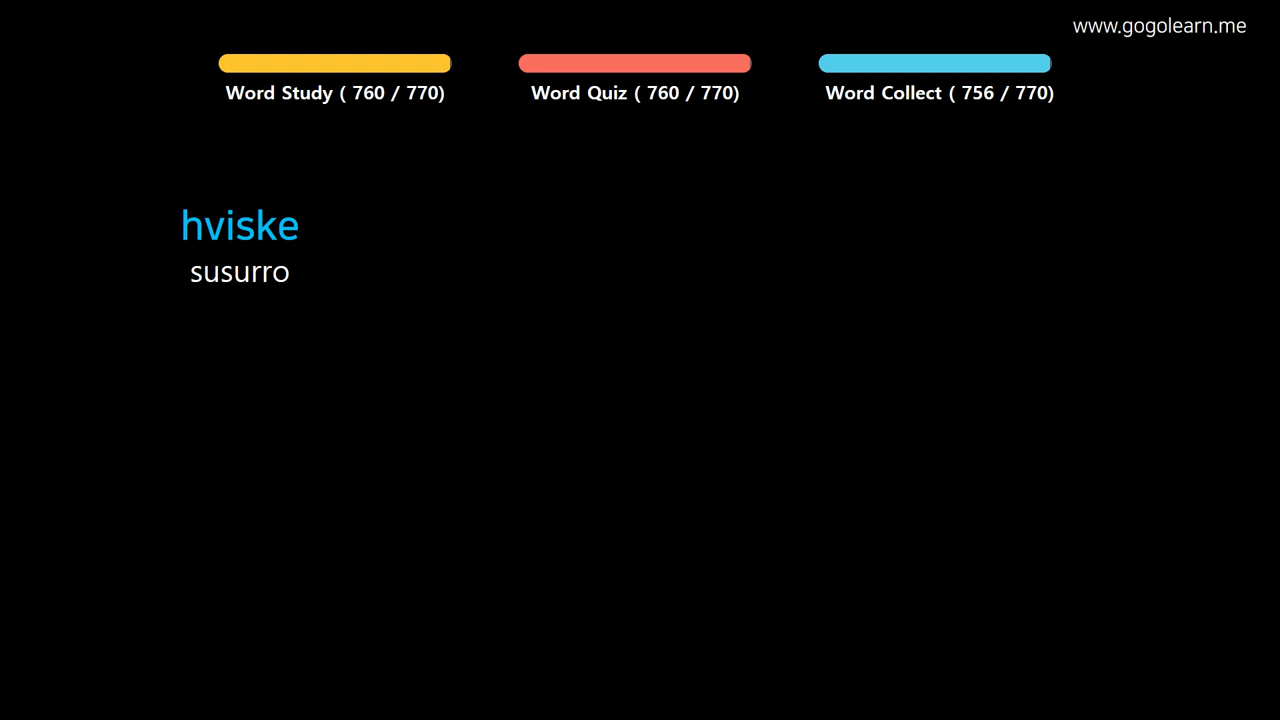 www.gogolearn.me
Word Study ( 760 / 770)
Word Quiz ( 760 / 770)
Word Collect ( 756 / 770)
hviske
susurro